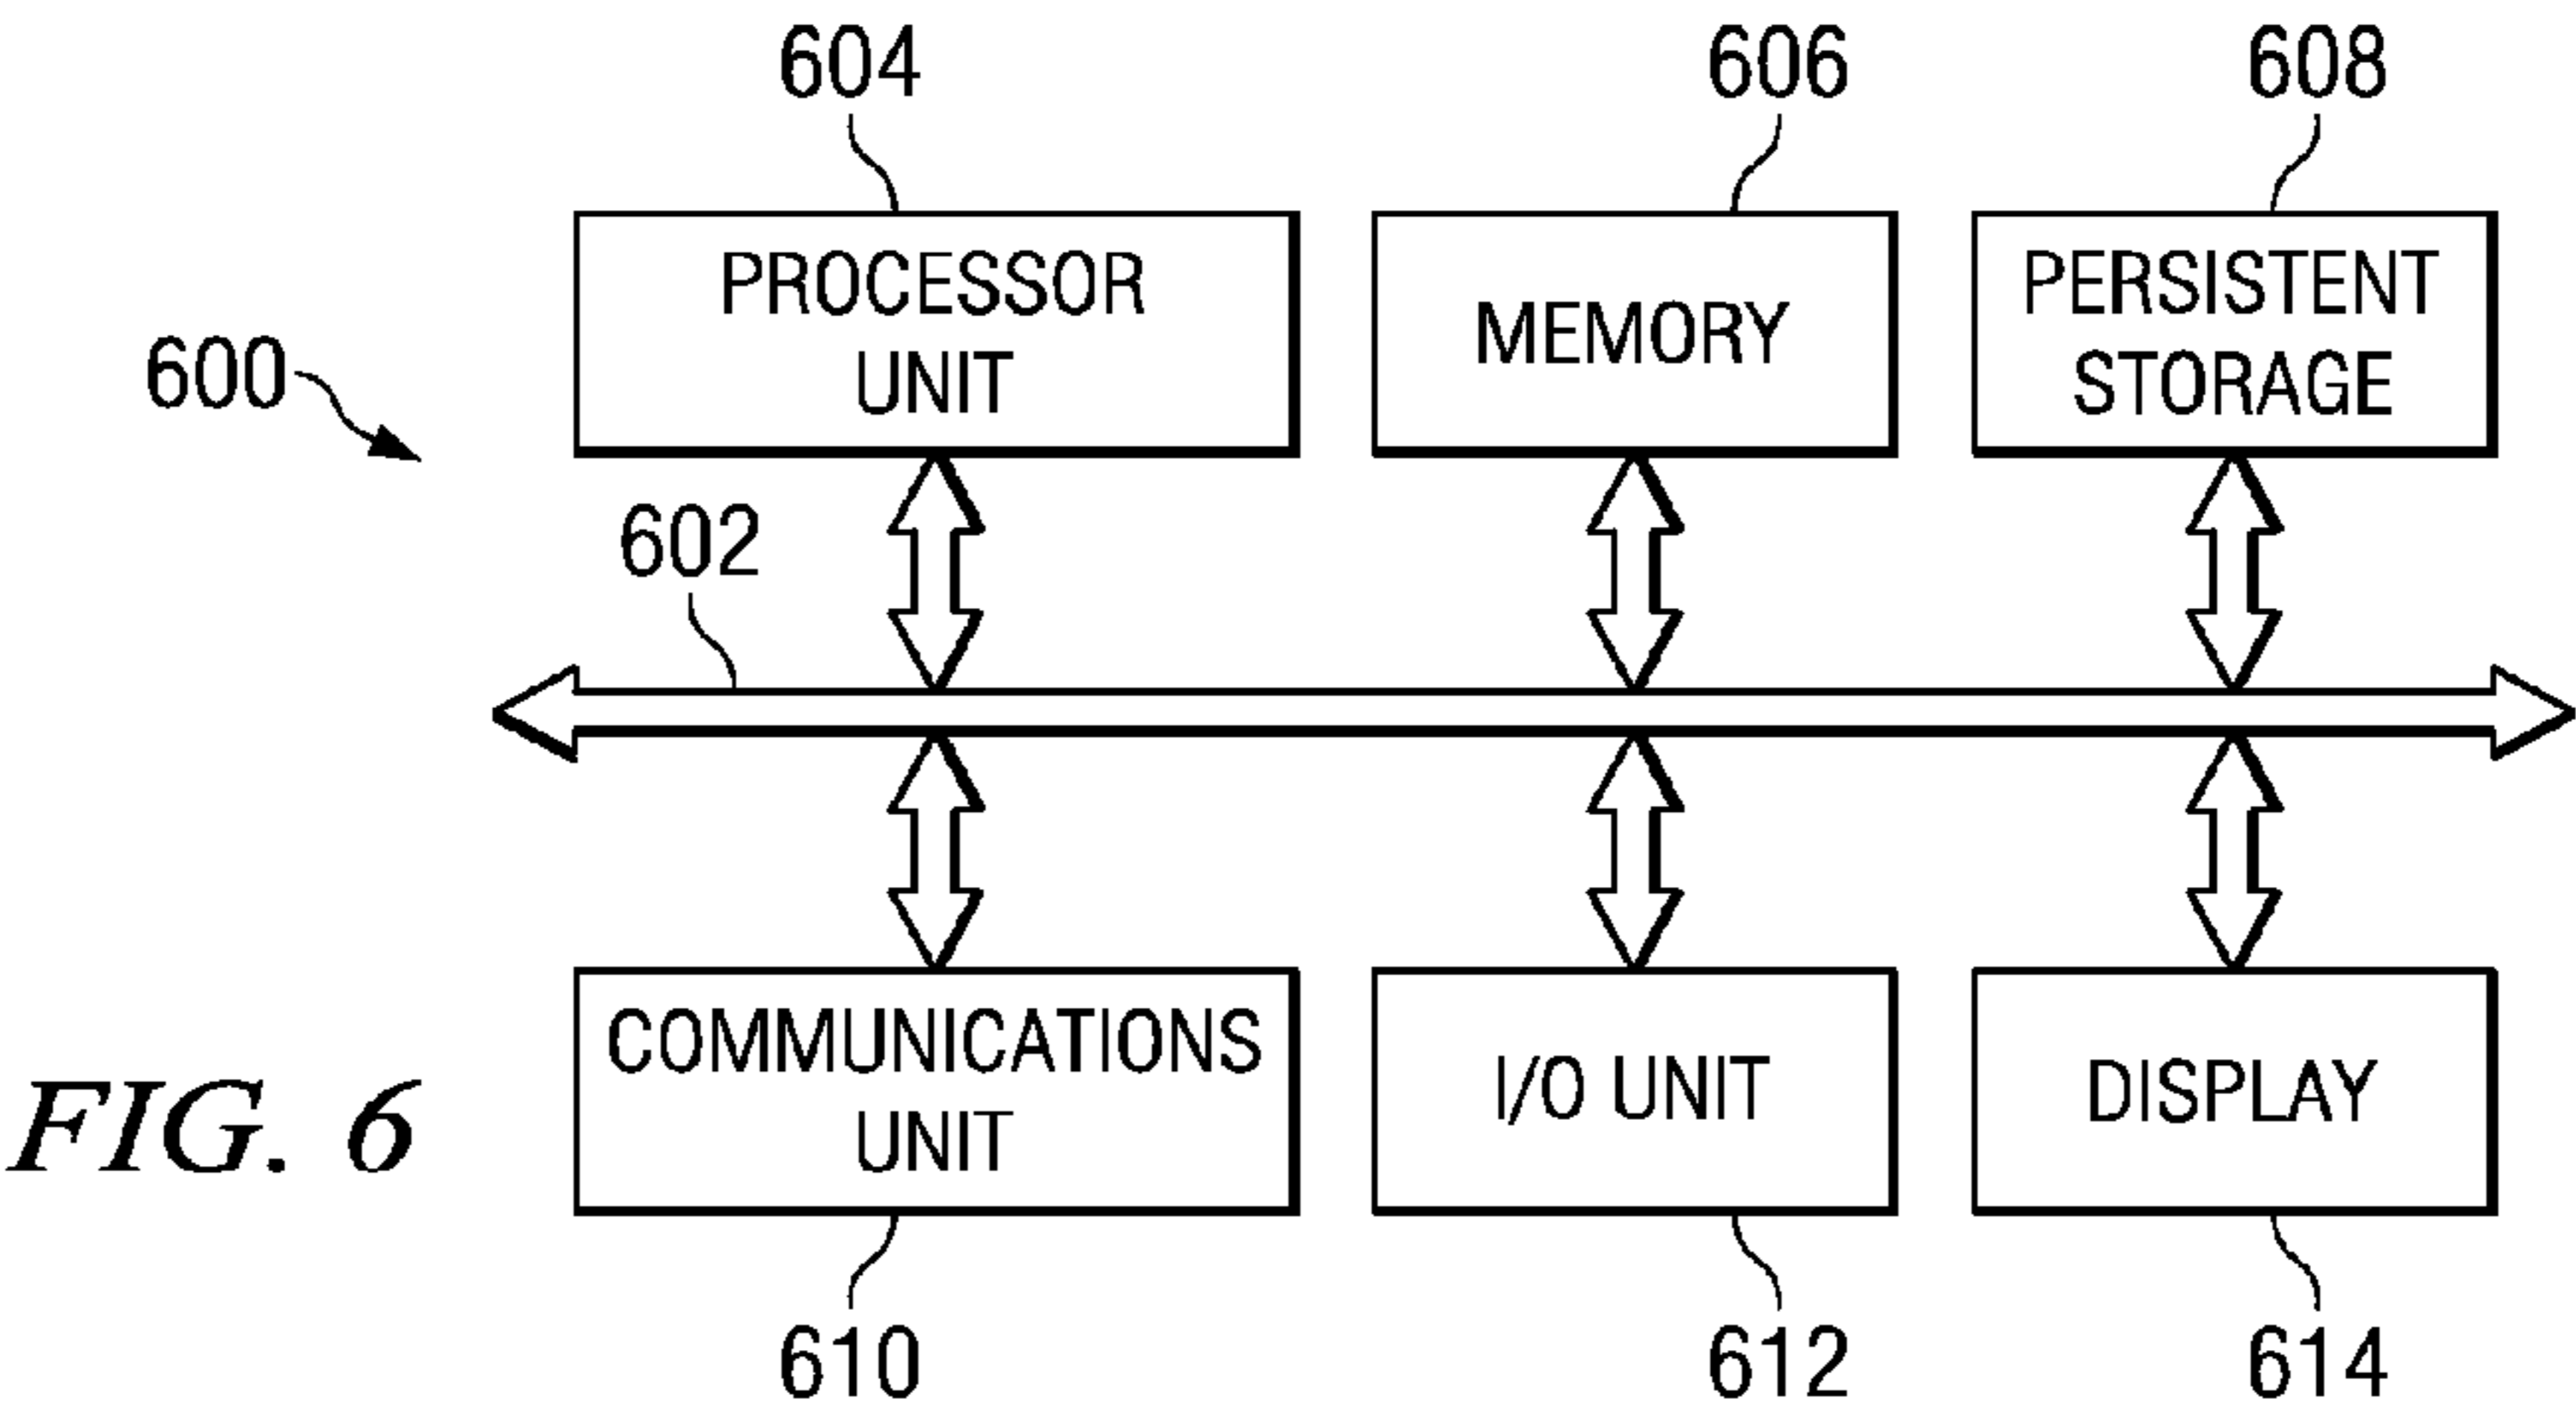 604
606
608
PROCESSOR
UNIT
MEMORY
PERSISTENT
STORAGE
600
602
COMMUNICATIONS
UNIT
I/O UNIT
DISPLAY
FIG. 6
610
612
614